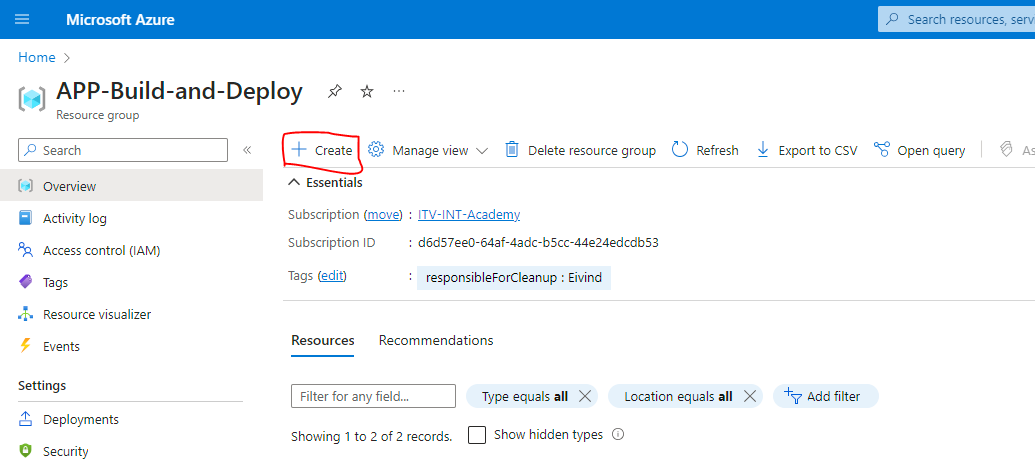 Microsoft Azure
Search resources, serv
Home
APP-Build-and-Deploy
Resource group
Search
Overview
Activity log
Access control (IAM)
Tags
Resource visualizer
Events
Settings
Deployments
Security
Create Manage view Delete resource group Refresh Export to CSV Open query As
Essentials
Subscription (move) : ITV-INT-Academy
Subscription ID : d6d57ee0-64af-4adc-b5cc-44e24edcdb53
Tags (edit) : responsibleForCleanup : Eivind
Resources Recommendations
Filter for any field... Type equals all Location equals all Add filter
Showing 1 to 2 of 2 records. Show hidden types